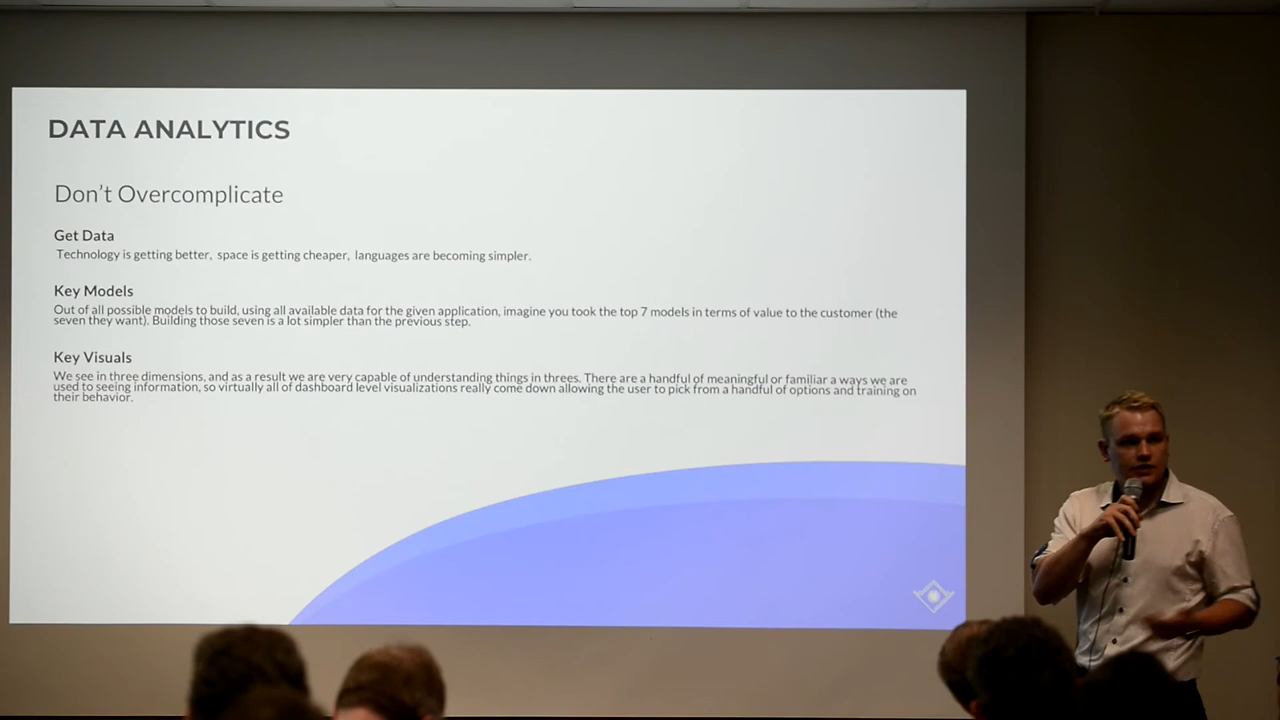 DATA ANALYTICS
Don't Overcomplicate
Get Data
Technology is getting better, space is getting cheaper, languages are becoming simpler.
Key Models
Out of all possible models to build, using all available data for the given application, imagine you took the top 7 models in terms of value to the customer (the
seven they want). Building those seven is a lot simpler than the previous step.
Key Visuals
We see in three dimensions, and as a result we are very capable of understanding things in threes. There are a handful of meaningful or familiar a ways we are
used to seeing information, so virtually all of dashboard level visualizations really come down allowing the user to pick from a handful of options and training on
their behavior.